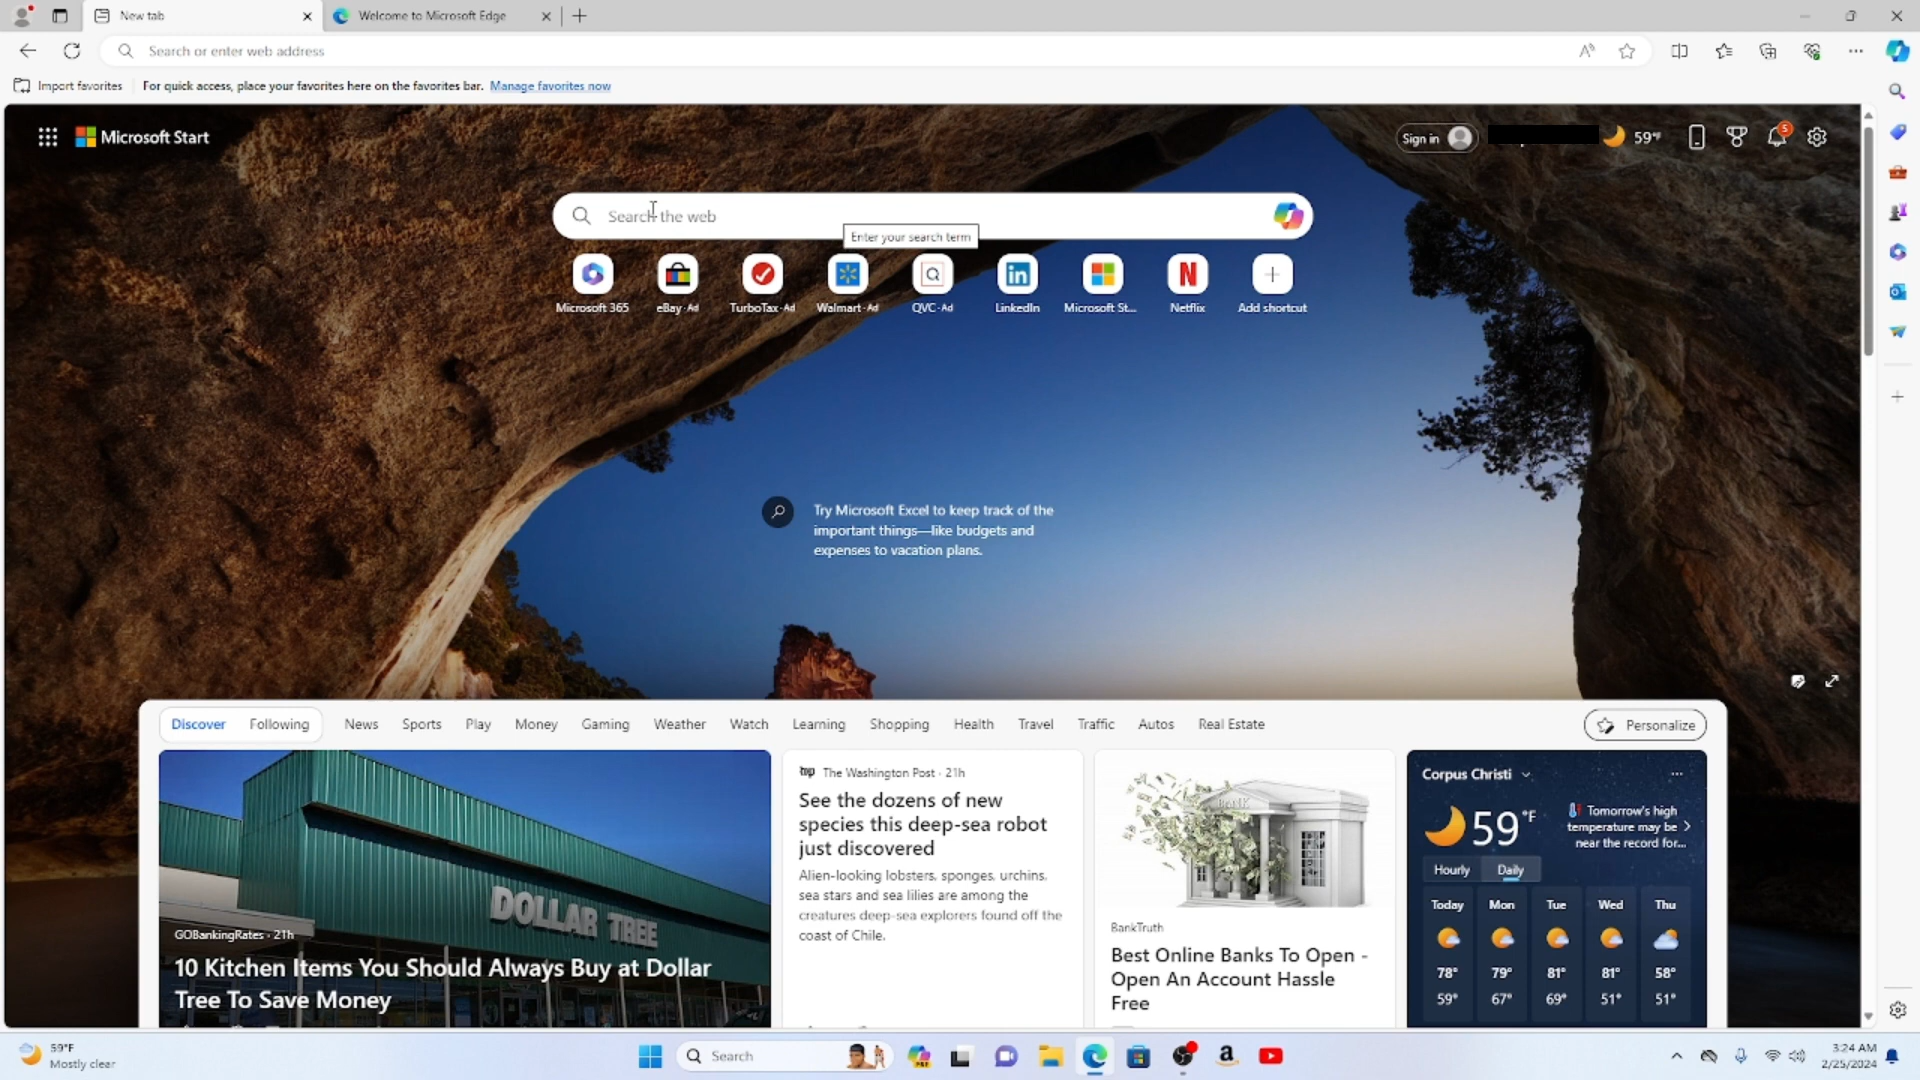 New tab
Welcome to Microsoft Edge
Search or enter web address
Import favorites
For quick access, place your favorites here on the favorites bar. Manage favorites now
Microsoft Start
Sign in
59°F
5
Search the web
Enter your search term
Microsoft 365
eBay · Ad
TurboTax · Ad
Walmart · Ad
QVC · Ad
LinkedIn
Microsoft St...
Netflix
Add shortcut
Try Microsoft Excel to keep track of the
important things—like budgets and
expenses to vacation plans.
Discover
Following
News
Sports
Play
Money
Gaming
Weather
Watch
Learning
Shopping
Health
Travel
Traffic
Autos
Real Estate
Personalize
DOLLAR TREE
GOBankingRates · 21h
10 Kitchen Items You Should Always Buy at Dollar
Tree To Save Money
The Washington Post · 21h
See the dozens of new
species this deep-sea robot
just discovered
Alien-looking lobsters, sponges, urchins,
sea stars and sea lilies are among the
creatures deep-sea explorers found off the
coast of Chile.
BANK
BankTruth
Best Online Banks To Open -
Open An Account Hassle
Free
Corpus Christi
59°F
Tomorrow's high
temperature may be
near the record for...
Hourly
Daily
Today Mon Tue Wed Thu
78° 79° 81° 81° 58°
59° 67° 69° 51° 51°
59°F
Mostly clear
Search
3:24 AM
2/25/2024